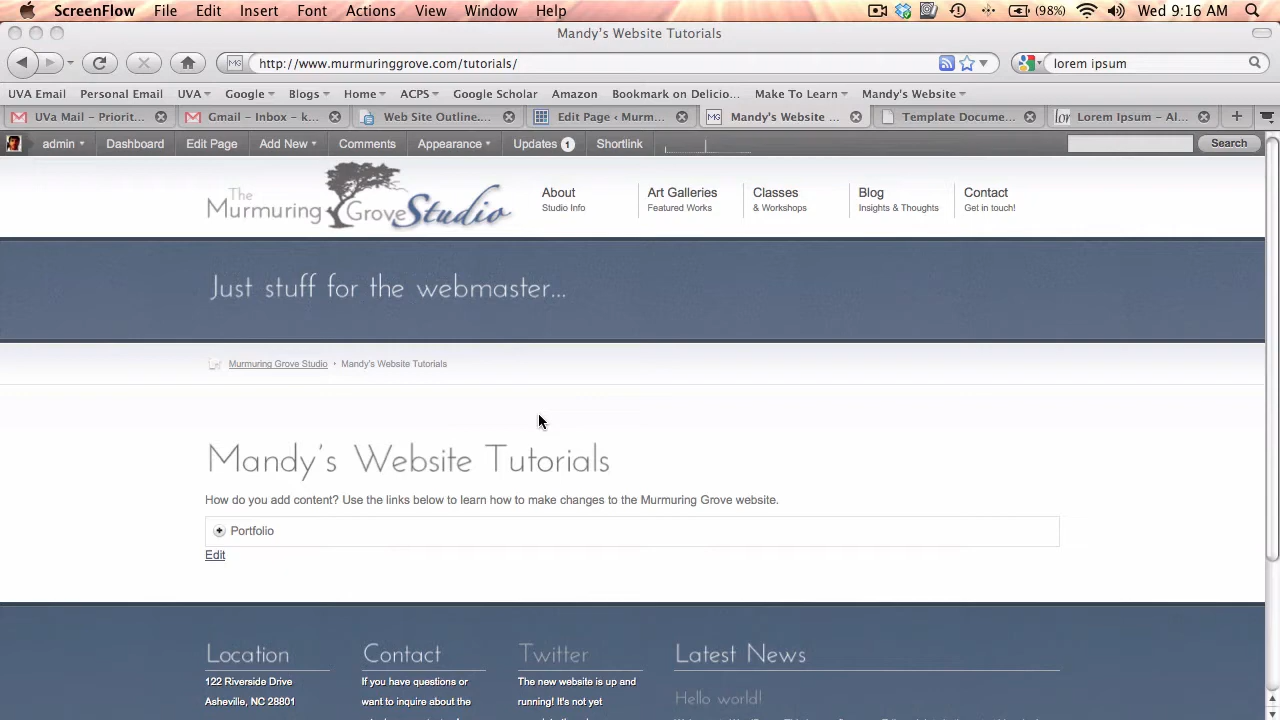 ScreenFlow File Edit Insert Font Actions View Window Help (98%) Wed 9:16 AM
Mandy's Website Tutorials
http://www.murmuringgrove.com/tutorials/ lorem ipsum
UVA Email Personal Email UVA Google Blogs Home ACPS Google Scholar Amazon Bookmark on Delicio... Make To Learn Mandy's Website
UVa Mail – Priorit... Gmail – Inbox – k... Web Site Outline.... Edit Page ‹ Murm... MG Mandy's Website ... Template Docume... lor Lorem Ipsum – Al...
admin Dashboard Edit Page Add New Comments Appearance Updates 1 Shortlink Search
The Murmuring Grove Studio
About Art Galleries Classes Blog Contact
Studio Info Featured Works & Workshops Insights & Thoughts Get in touch!
Just stuff for the webmaster...
Murmuring Grove Studio • Mandy's Website Tutorials
Mandy's Website Tutorials
How do you add content? Use the links below to learn how to make changes to the Murmuring Grove website.
Portfolio
Edit
Location Contact Twitter Latest News
122 Riverside Drive If you have questions or The new website is up and
Hello world!
Asheville, NC 28801 want to inquire about the running! It's not yet